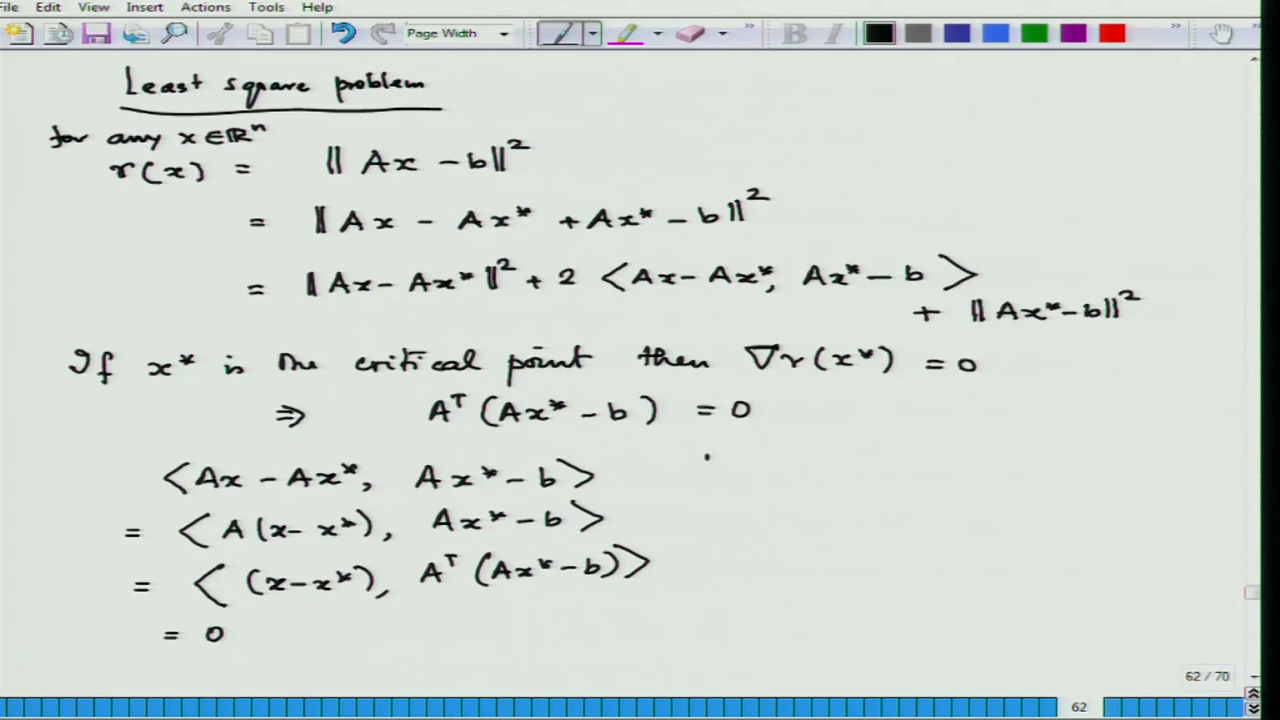 File Edit View Insert Actions Tools Help
Page Width
Least square problem
for any x ∈ ℝⁿ
r(x) = ‖Ax - b‖²
= ‖Ax - Ax* + Ax* - b‖²
= ‖Ax - Ax*‖² + 2 ⟨Ax - Ax*, Ax* - b⟩
+ ‖Ax* - b‖²
If x* is the critical point then ∇r(x*) = 0
⇒ Aᵀ(Ax* - b) = 0
⟨Ax - Ax*, Ax* - b⟩
= ⟨A(x - x*), Ax* - b⟩
= ⟨(x - x*), Aᵀ(Ax* - b)⟩
= 0
62 / 70
62